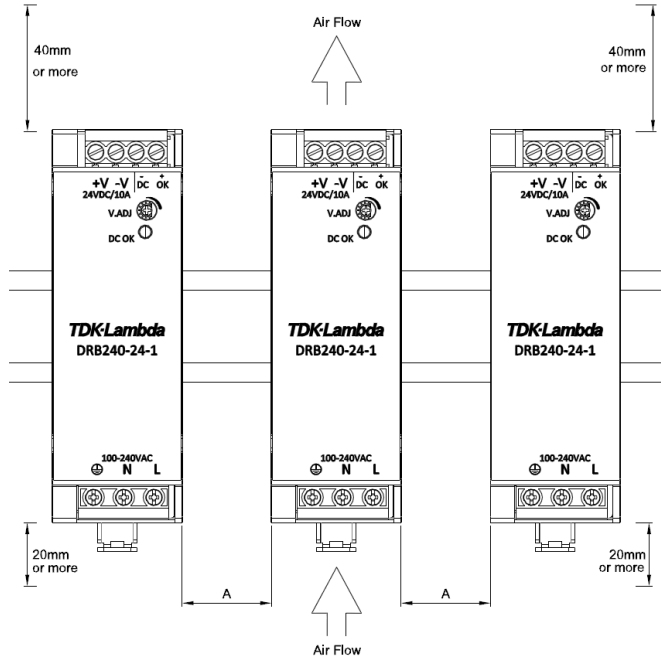 Air Flow
40mm
or more
40mm
or more
+V -V - DC + OK
24VDC/10A
V.ADJ
DC OK
TDK·Lambda
DRB240-24-1
100-240VAC
N L
20mm
or more
+V -V - DC + OK
24VDC/10A
V.ADJ
DC OK
TDK·Lambda
DRB240-24-1
100-240VAC
N L
+V -V - DC + OK
24VDC/10A
V.ADJ
DC OK
TDK·Lambda
DRB240-24-1
100-240VAC
N L
20mm
or more
A
A
Air Flow